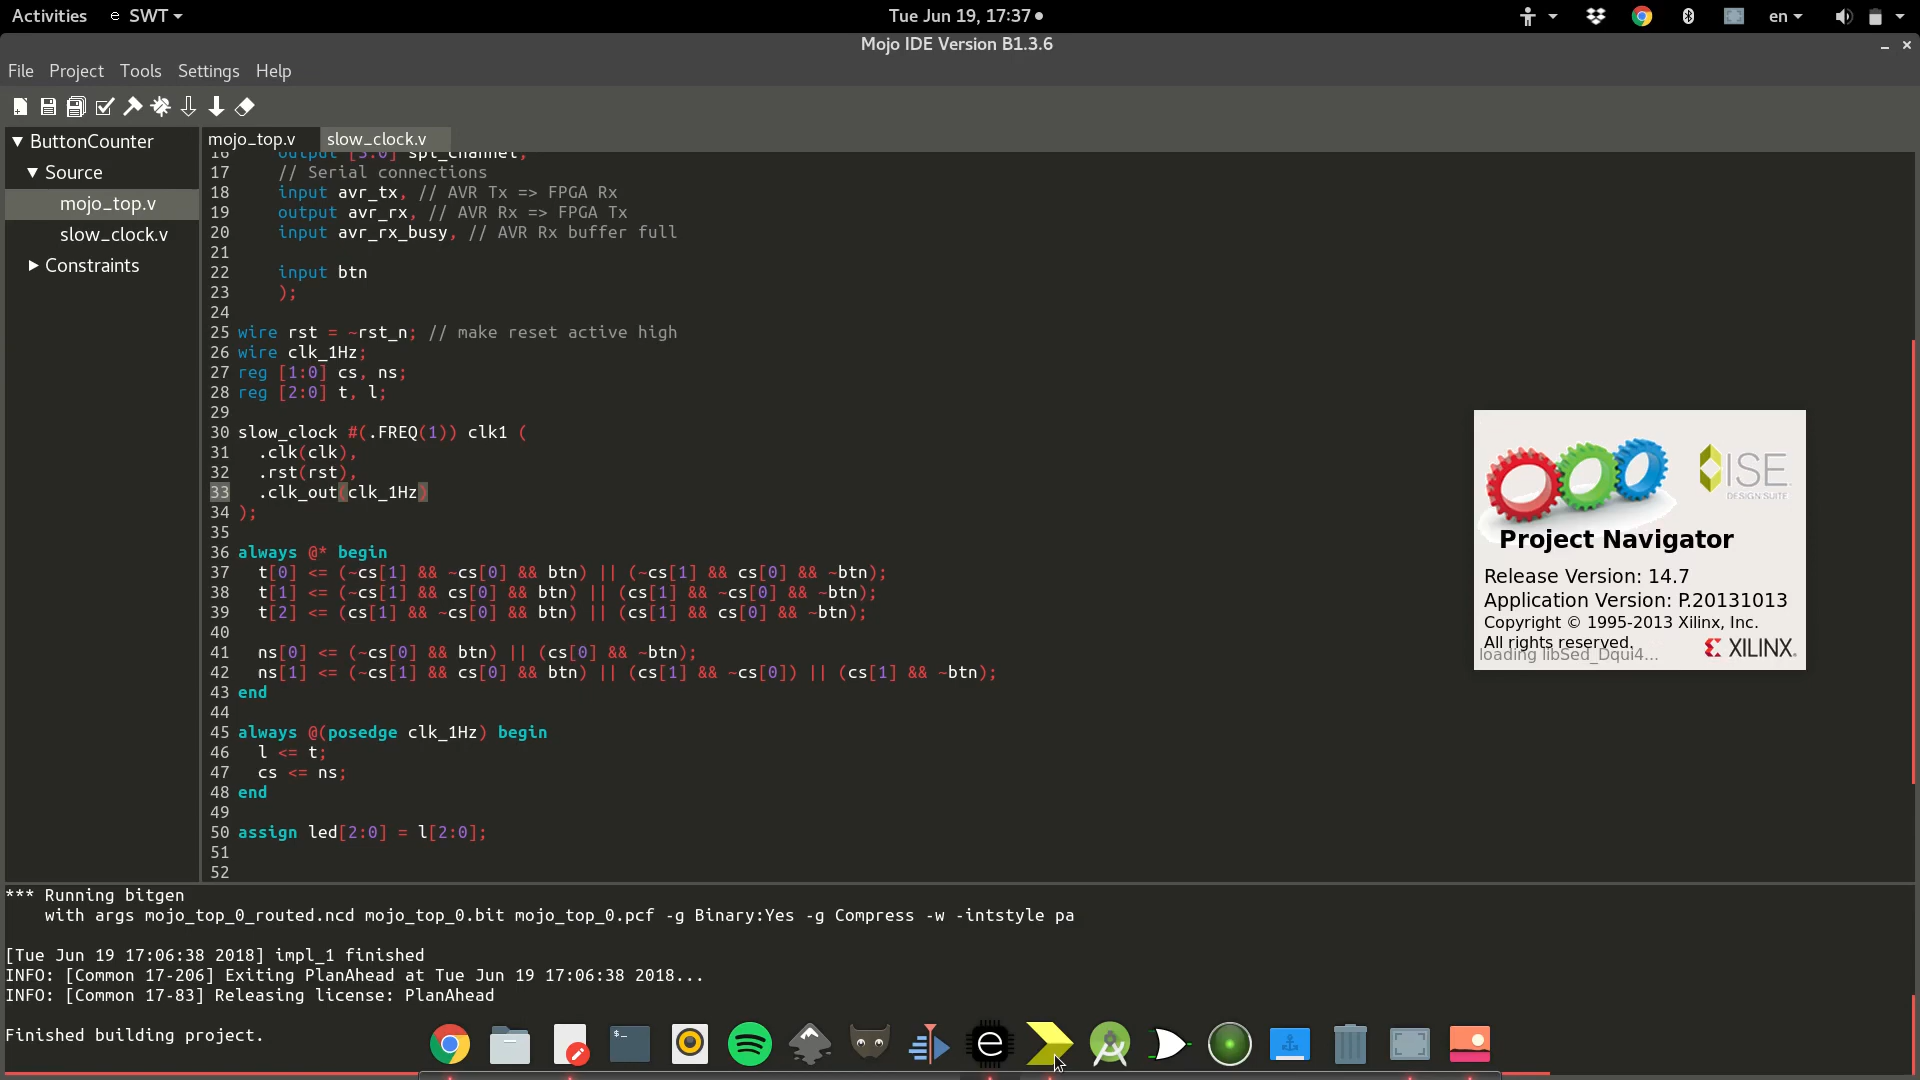 Activities
SWT
Tue Jun 19, 17:37
en
Mojo IDE Version B1.3.6
File Project Tools Settings Help
ButtonCounter
Source
mojo_top.v
slow_clock.v
Constraints
mojo_top.v slow_clock.v
16 output [3:0] spi_channel,
17 // Serial connections
18 input avr_tx, // AVR Tx => FPGA Rx
19 output avr_rx, // AVR Rx => FPGA Tx
20 input avr_rx_busy, // AVR Rx buffer full
21
22 input btn
23 );
24
25 wire rst = ~rst_n; // make reset active high
26 wire clk_1Hz;
27 reg [1:0] cs, ns;
28 reg [2:0] t, l;
29
30 slow_clock #(.FREQ(1)) clk1 (
31 .clk(clk),
32 .rst(rst),
33 .clk_out(clk_1Hz)
34 );
35
36 always @* begin
37 t[0] <= (~cs[1] && ~cs[0] && btn) || (~cs[1] && cs[0] && ~btn);
38 t[1] <= (~cs[1] && cs[0] && btn) || (cs[1] && ~cs[0] && ~btn);
39 t[2] <= (cs[1] && ~cs[0] && btn) || (cs[1] && cs[0] && ~btn);
40
41 ns[0] <= (~cs[0] && btn) || (cs[0] && ~btn);
42 ns[1] <= (~cs[1] && cs[0] && btn) || (cs[1] && ~cs[0]) || (cs[1] && ~btn);
43 end
44
45 always @(posedge clk_1Hz) begin
46 l <= t;
47 cs <= ns;
48 end
49
50 assign led[2:0] = l[2:0];
51
52
ISE
DESIGN SUITE
Project Navigator
Release Version: 14.7
Application Version: P.20131013
Copyright © 1995-2013 Xilinx, Inc.
All rights reserved.
loading libSed_Dqui4...
XILINX.
*** Running bitgen
with args mojo_top_0_routed.ncd mojo_top_0.bit mojo_top_0.pcf -g Binary:Yes -g Compress -w -intstyle pa
[Tue Jun 19 17:06:38 2018] impl_1 finished
INFO: [Common 17-206] Exiting PlanAhead at Tue Jun 19 17:06:38 2018...
INFO: [Common 17-83] Releasing license: PlanAhead
Finished building project.